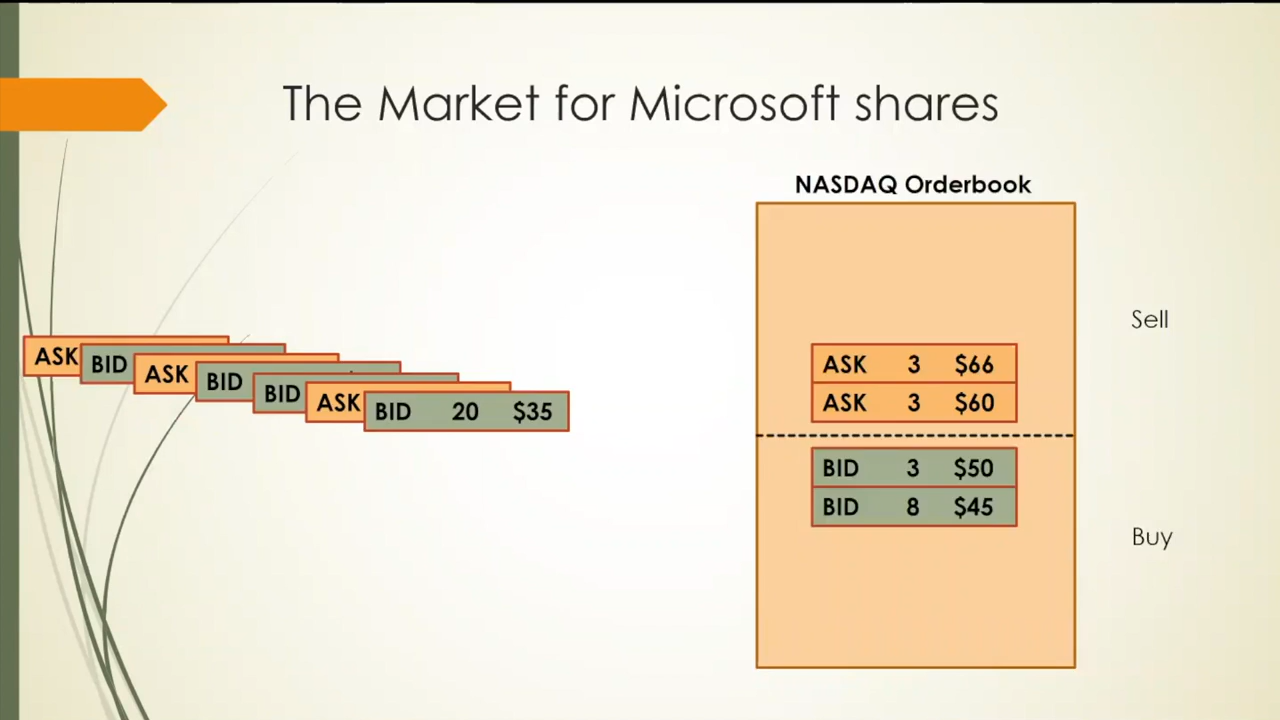 The Market for Microsoft shares
NASDAQ Orderbook
Sell
ASK
BID
ASK
BID
BID
ASK
BID 20 $35
ASK 3 $66
ASK 3 $60
BID 3 $50
BID 8 $45
Buy